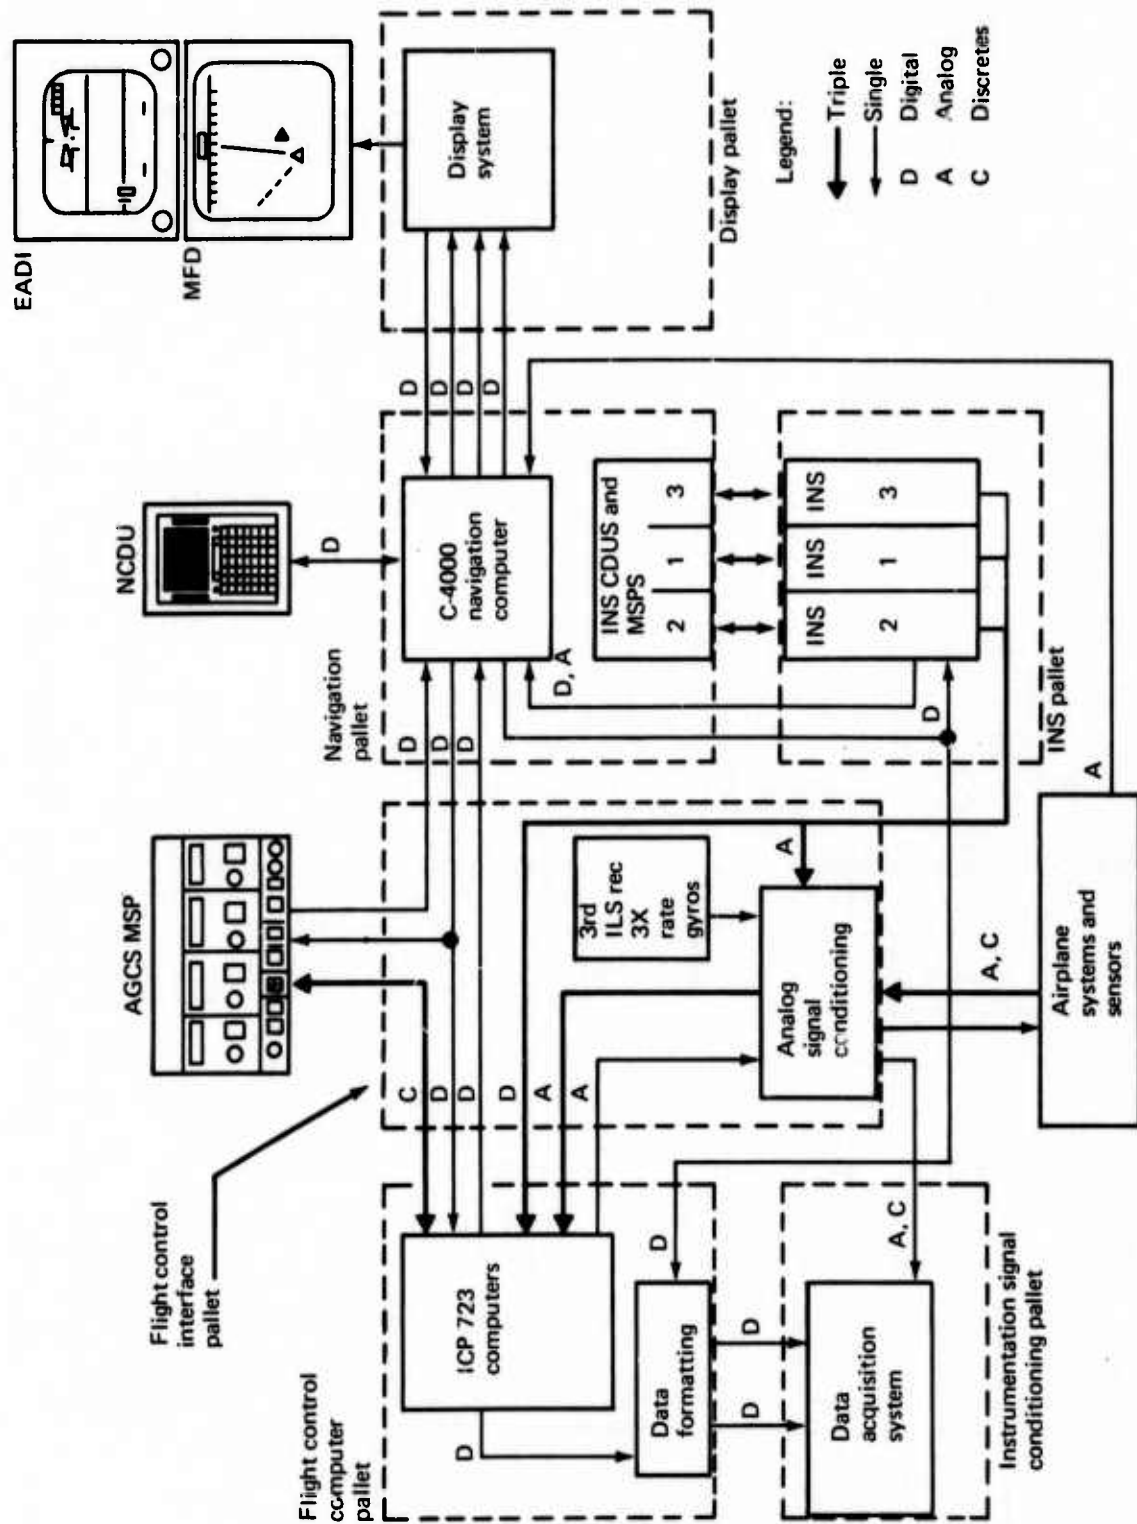 EADI
MFD
NCDU
AGCS MSP
Flight control
interface
pallet
Flight control
computer
pallet
Navigation
pallet
Display
system
Display pallet
C-4000
navigation
computer
ICP 723
computers
D
D
D
D
D
D
D
D
C
D
D
D
A
A
D
D, A
INS CDUS and
MSPS
2
1
3
INS
INS
INS
2
1
3
D
INS pallet
3rd
ILS rec
3X
rate
gyros
A
Analog
signal
conditioning
Data
formatting
D
D
D
Data
acquisition
system
A, C
Instrumentation signal
conditioning pallet
A, C
Airplane
systems and
sensors
A
Legend:
Triple
Single
D Digital
A Analog
C Discretes